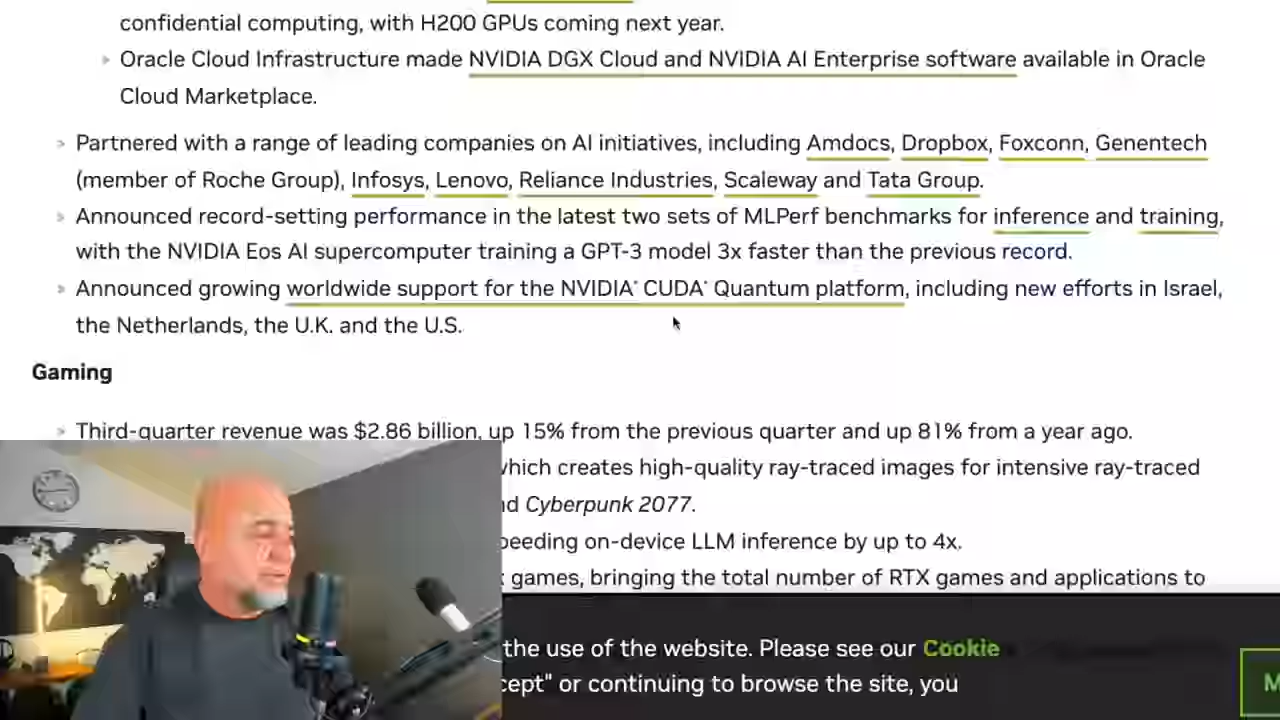 confidential computing, with H200 GPUs coming next year.
Oracle Cloud Infrastructure made NVIDIA DGX Cloud and NVIDIA AI Enterprise software available in Oracle
Cloud Marketplace.
Partnered with a range of leading companies on AI initiatives, including Amdocs, Dropbox, Foxconn, Genentech
(member of Roche Group), Infosys, Lenovo, Reliance Industries, Scaleway and Tata Group.
Announced record-setting performance in the latest two sets of MLPerf benchmarks for inference and training,
with the NVIDIA Eos AI supercomputer training a GPT-3 model 3x faster than the previous record.
Announced growing worldwide support for the NVIDIA® CUDA® Quantum platform, including new efforts in Israel,
the Netherlands, the U.K. and the U.S.
Gaming
Third-quarter revenue was $2.86 billion, up 15% from the previous quarter and up 81% from a year ago.
which creates high-quality ray-traced images for intensive ray-traced
Cyberpunk 2077.
on-device LLM inference by up to 4x.
games, bringing the total number of RTX games and applications to
the use of the website. Please see our Cookie
or continuing to browse the site, you